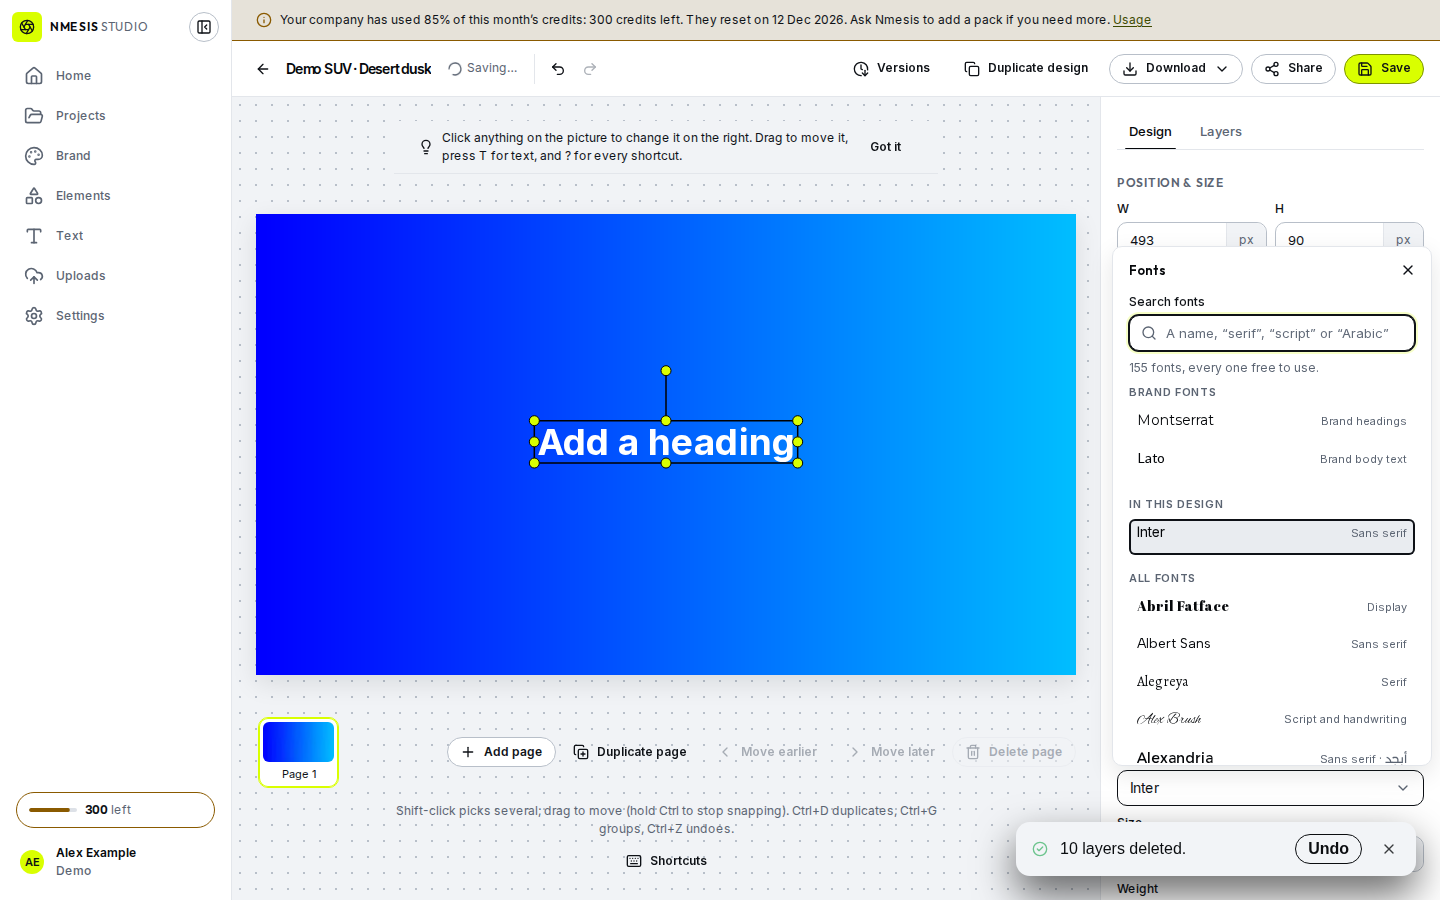 NMESIS STUDIO
Your company has used 85% of this month's credits: 300 credits left. They reset on 12 Dec 2026. Ask Nmesis to add a pack if you need more. Usage
Demo SUV · Desert dusk
Saving...
Versions
Duplicate design
Download
Share
Save
Home
Projects
Brand
Elements
Text
Uploads
Settings
300 left
AE
Alex Example
Demo
Click anything on the picture to change it on the right. Drag to move it,
press T for text, and ? for every shortcut.
Got it
Add a heading
Page 1
Add page
Duplicate page
Move earlier
Move later
Delete page
Shift-click picks several; drag to move (hold Ctrl to stop snapping). Ctrl+D duplicates, Ctrl+G
groups, Ctrl+Z undoes.
Shortcuts
Design
Layers
POSITION & SIZE
W
H
493 px
90 px
Fonts
Search fonts
A name, “serif”, “script” or “Arabic”
155 fonts, every one free to use.
BRAND FONTS
Montserrat Brand headings
Lato Brand body text
IN THIS DESIGN
Inter Sans serif
ALL FONTS
Abril Fatface Display
Albert Sans Sans serif
Alegreya Serif
Alex Brush Script and handwriting
Alexandria Sans serif · أبجد
Inter
Size
10 layers deleted.
Undo
Weight